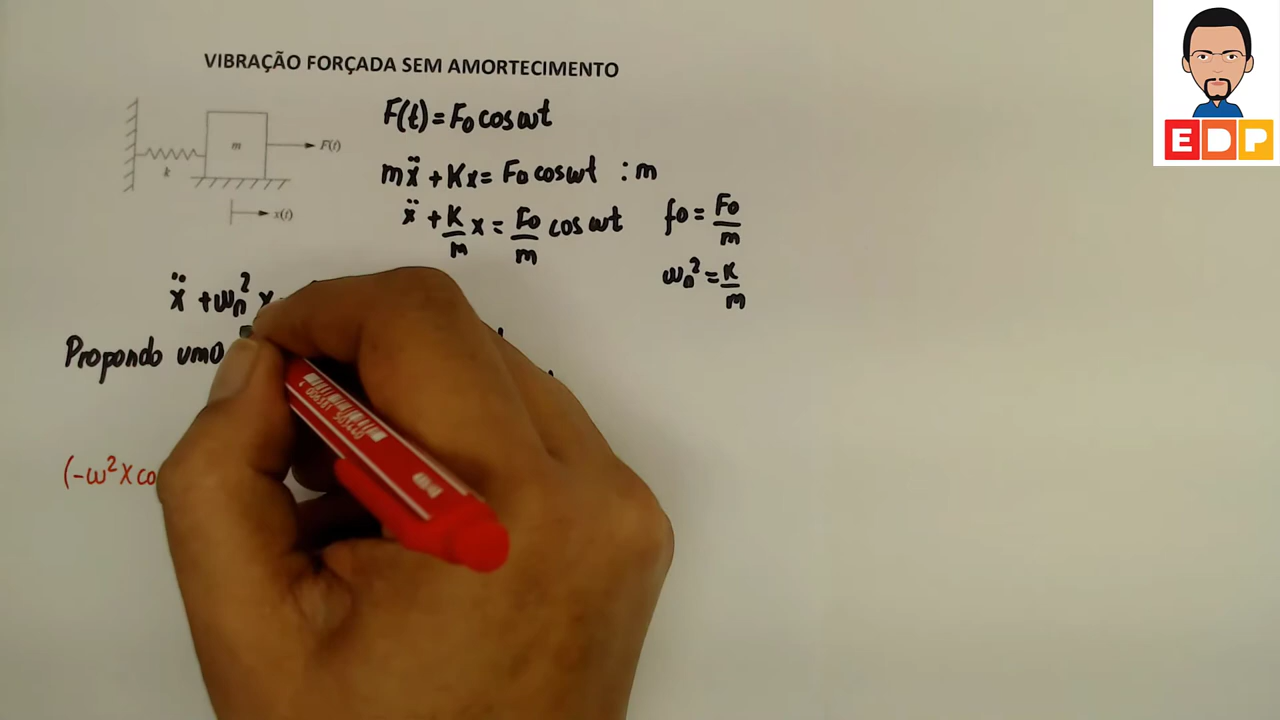 VIBRAÇÃO FORÇADA SEM AMORTECIMENTO
F(t) = F₀ cos ωt
m
F(t)
k
x(t)
mẍ + Kx = F₀ cos ωt : m
ẍ + K/m x = F₀/m cos ωt
f₀ = F₀/m
ωₙ² = K/m
ẍ + ωₙ² x
Propondo uma
(-ω² X co
EDP